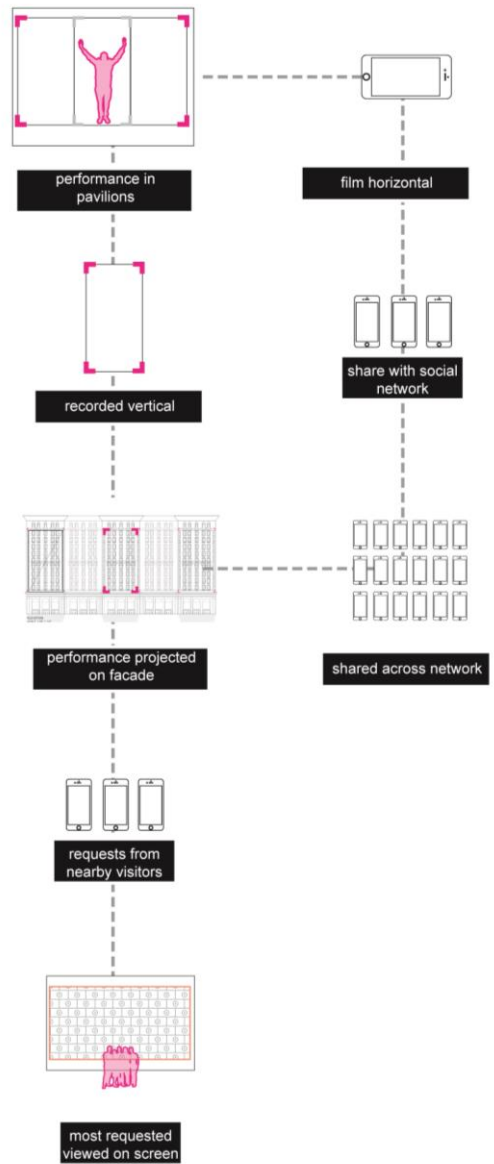 performance in
pavilions
film horizontal
share with social
network
recorded vertical
performance projected
on facade
shared across network
requests from
nearby visitors
most requested
viewed on screen